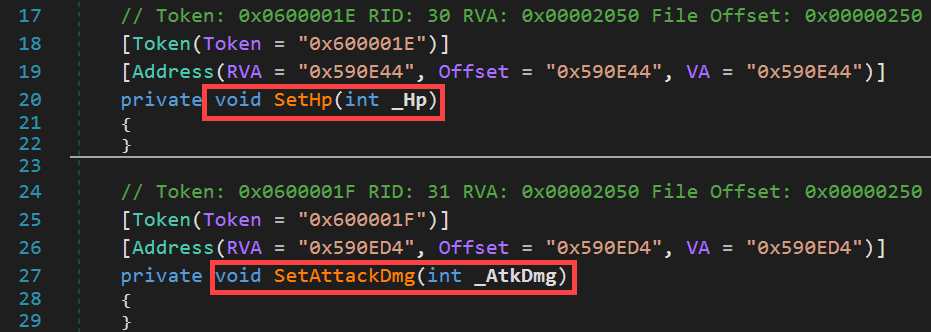 17 // Token: 0x0600001E RID: 30 RVA: 0x00002050 File Offset: 0x00000250
18 [Token(Token = "0x600001E")]
19 [Address(RVA = "0x590E44", Offset = "0x590E44", VA = "0x590E44")]
20 private void SetHp(int _Hp)
21 {
22 }
23
24 // Token: 0x0600001F RID: 31 RVA: 0x00002050 File Offset: 0x00000250
25 [Token(Token = "0x600001F")]
26 [Address(RVA = "0x590ED4", Offset = "0x590ED4", VA = "0x590ED4")]
27 private void SetAttackDmg(int _AtkDmg)
28 {
29 }